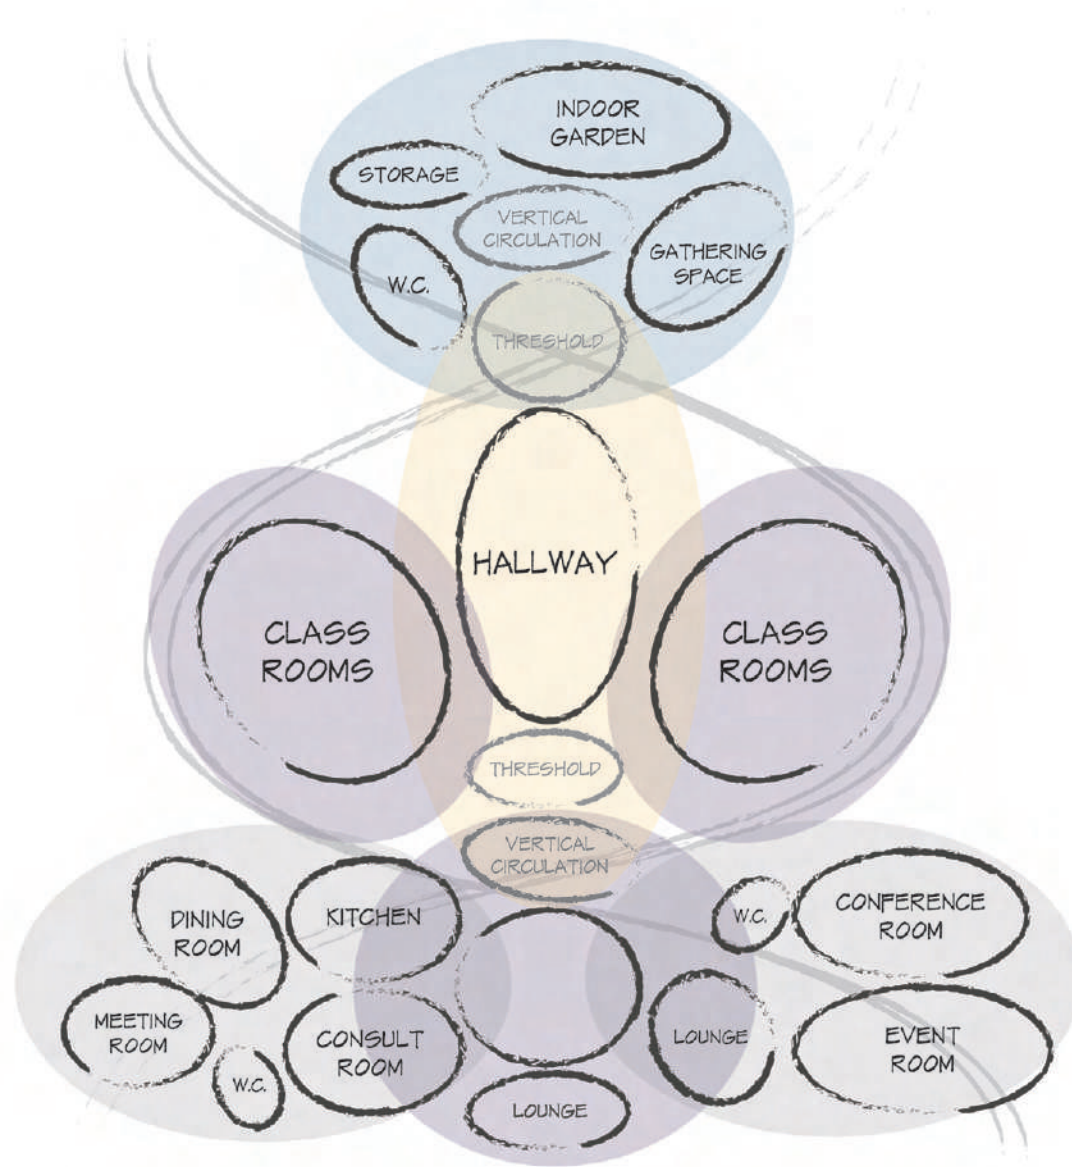 INDOOR
GARDEN
STORAGE
VERTICAL
CIRCULATION
GATHERING
SPACE
W.C.
THRESHOLD
HALLWAY
CLASS
ROOMS
CLASS
ROOMS
THRESHOLD
VERTICAL
CIRCULATION
DINING
ROOM
KITCHEN
W.C.
CONFERENCE
ROOM
MEETING
ROOM
CONSULT
ROOM
LOUNGE
EVENT
ROOM
W.C.
LOUNGE